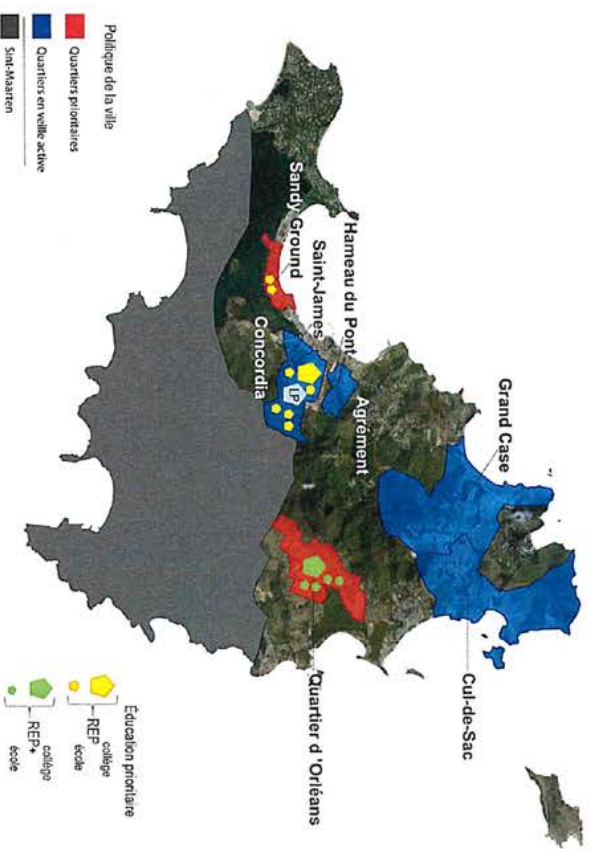 Politique de la ville
Quartiers prioritaires
Quartiers en veille active
Sint-Maarten
Sandy Ground
Hameau du Pont
Saint-James
Concordia
LP
Agrément
Grand Case
Cul-de-Sac
Quartier d 'Orléans
Éducation prioritaire
collège
REP
école
collège
REP+
école